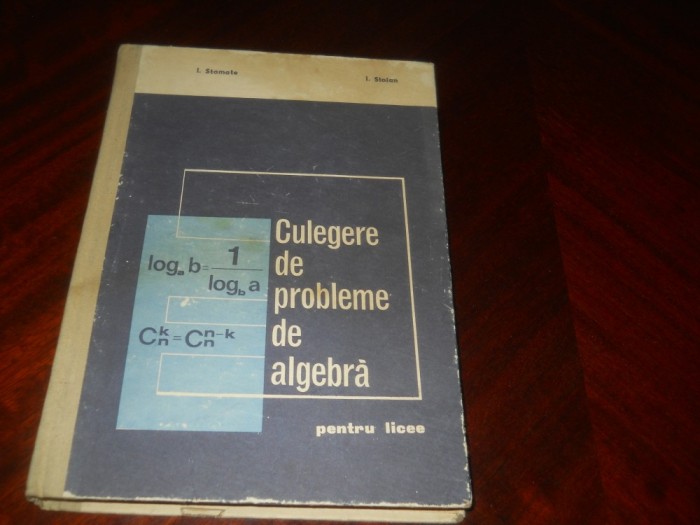 I. Stamate
I. Stoian
Culegere
de
probleme
de
algebră
logₐ b = 1 / log_b a
Cₙᵏ = Cₙⁿ⁻ᵏ
pentru licee